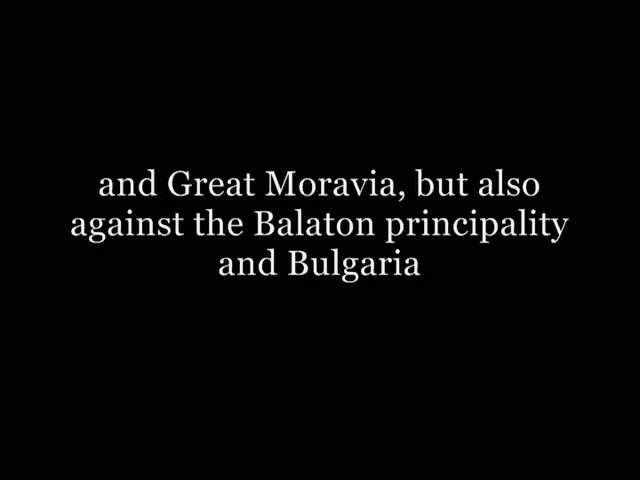 and Great Moravia, but also
against the Balaton principality
and Bulgaria